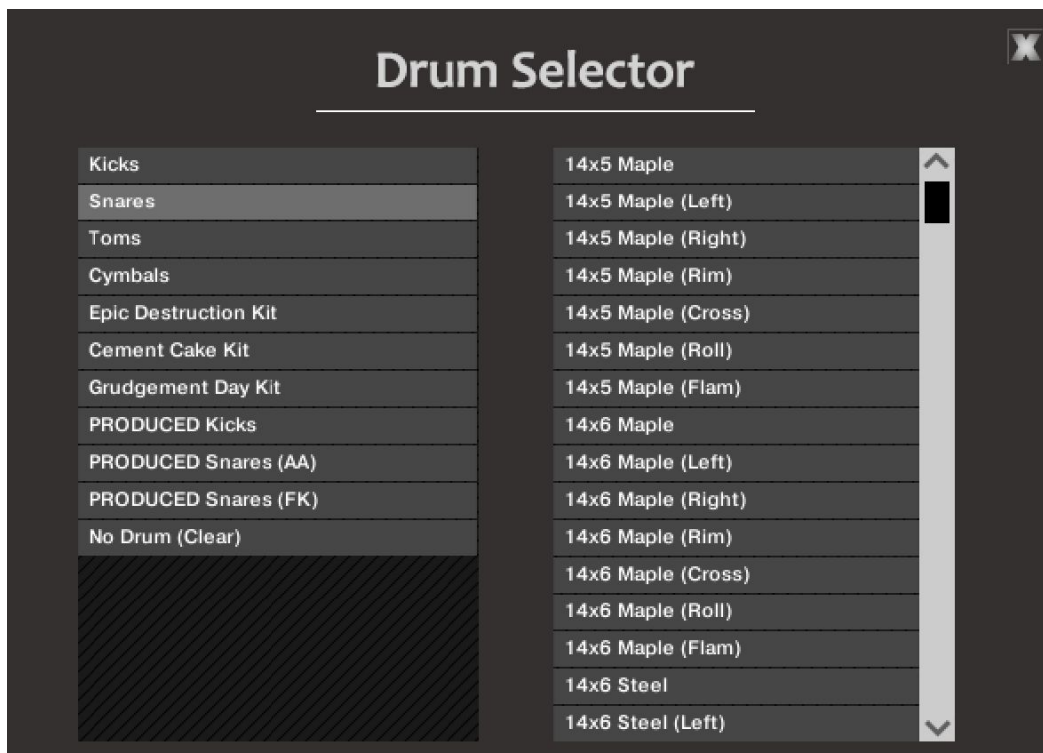 Drum Selector
X
Kicks
Snares
Toms
Cymbals
Epic Destruction Kit
Cement Cake Kit
Grudgement Day Kit
PRODUCED Kicks
PRODUCED Snares (AA)
PRODUCED Snares (FK)
No Drum (Clear)
14x5 Maple
14x5 Maple (Left)
14x5 Maple (Right)
14x5 Maple (Rim)
14x5 Maple (Cross)
14x5 Maple (Roll)
14x5 Maple (Flam)
14x6 Maple
14x6 Maple (Left)
14x6 Maple (Right)
14x6 Maple (Rim)
14x6 Maple (Cross)
14x6 Maple (Roll)
14x6 Maple (Flam)
14x6 Steel
14x6 Steel (Left)